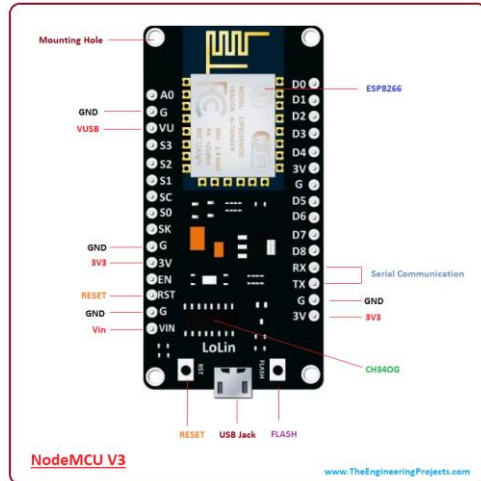 Mounting Hole
ESP8266
GND
VUSB
A0
G
VU
S3
S2
S1
SC
S0
SK
G
3V
EN
RST
G
VIN
GND
3V3
RESET
GND
Vin
D0
D1
D2
D3
D4
3V
G
D5
D6
D7
D8
RX
TX
G
3V
Serial Communication
GND
3V3
LoLin
RST
FLASH
CH34OG
RESET
USB Jack
FLASH
NodeMCU V3
www.TheEngineeringProjects.com